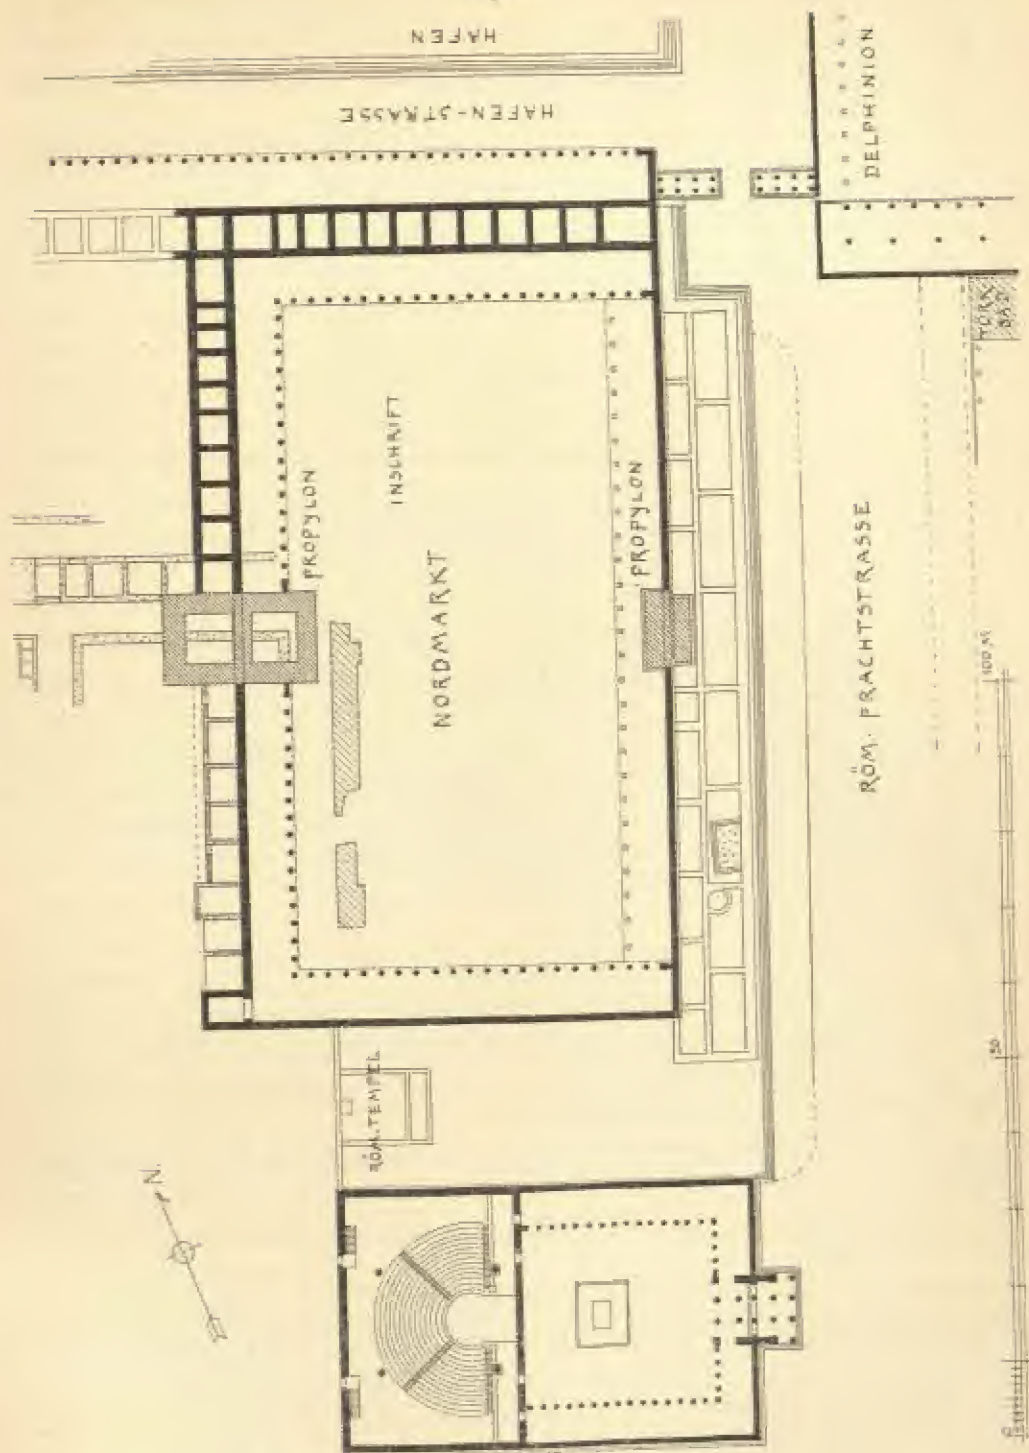 HAFEN
HAFEN-STRASSE
DELPHINION
TÜRK.
BAD
INSCHRIFT
PROPYLON
PROPYLON
NORDMARKT
RÖM. PRACHTSTRASSE
100 M
50
0
RÖM. TEMPEL
N.